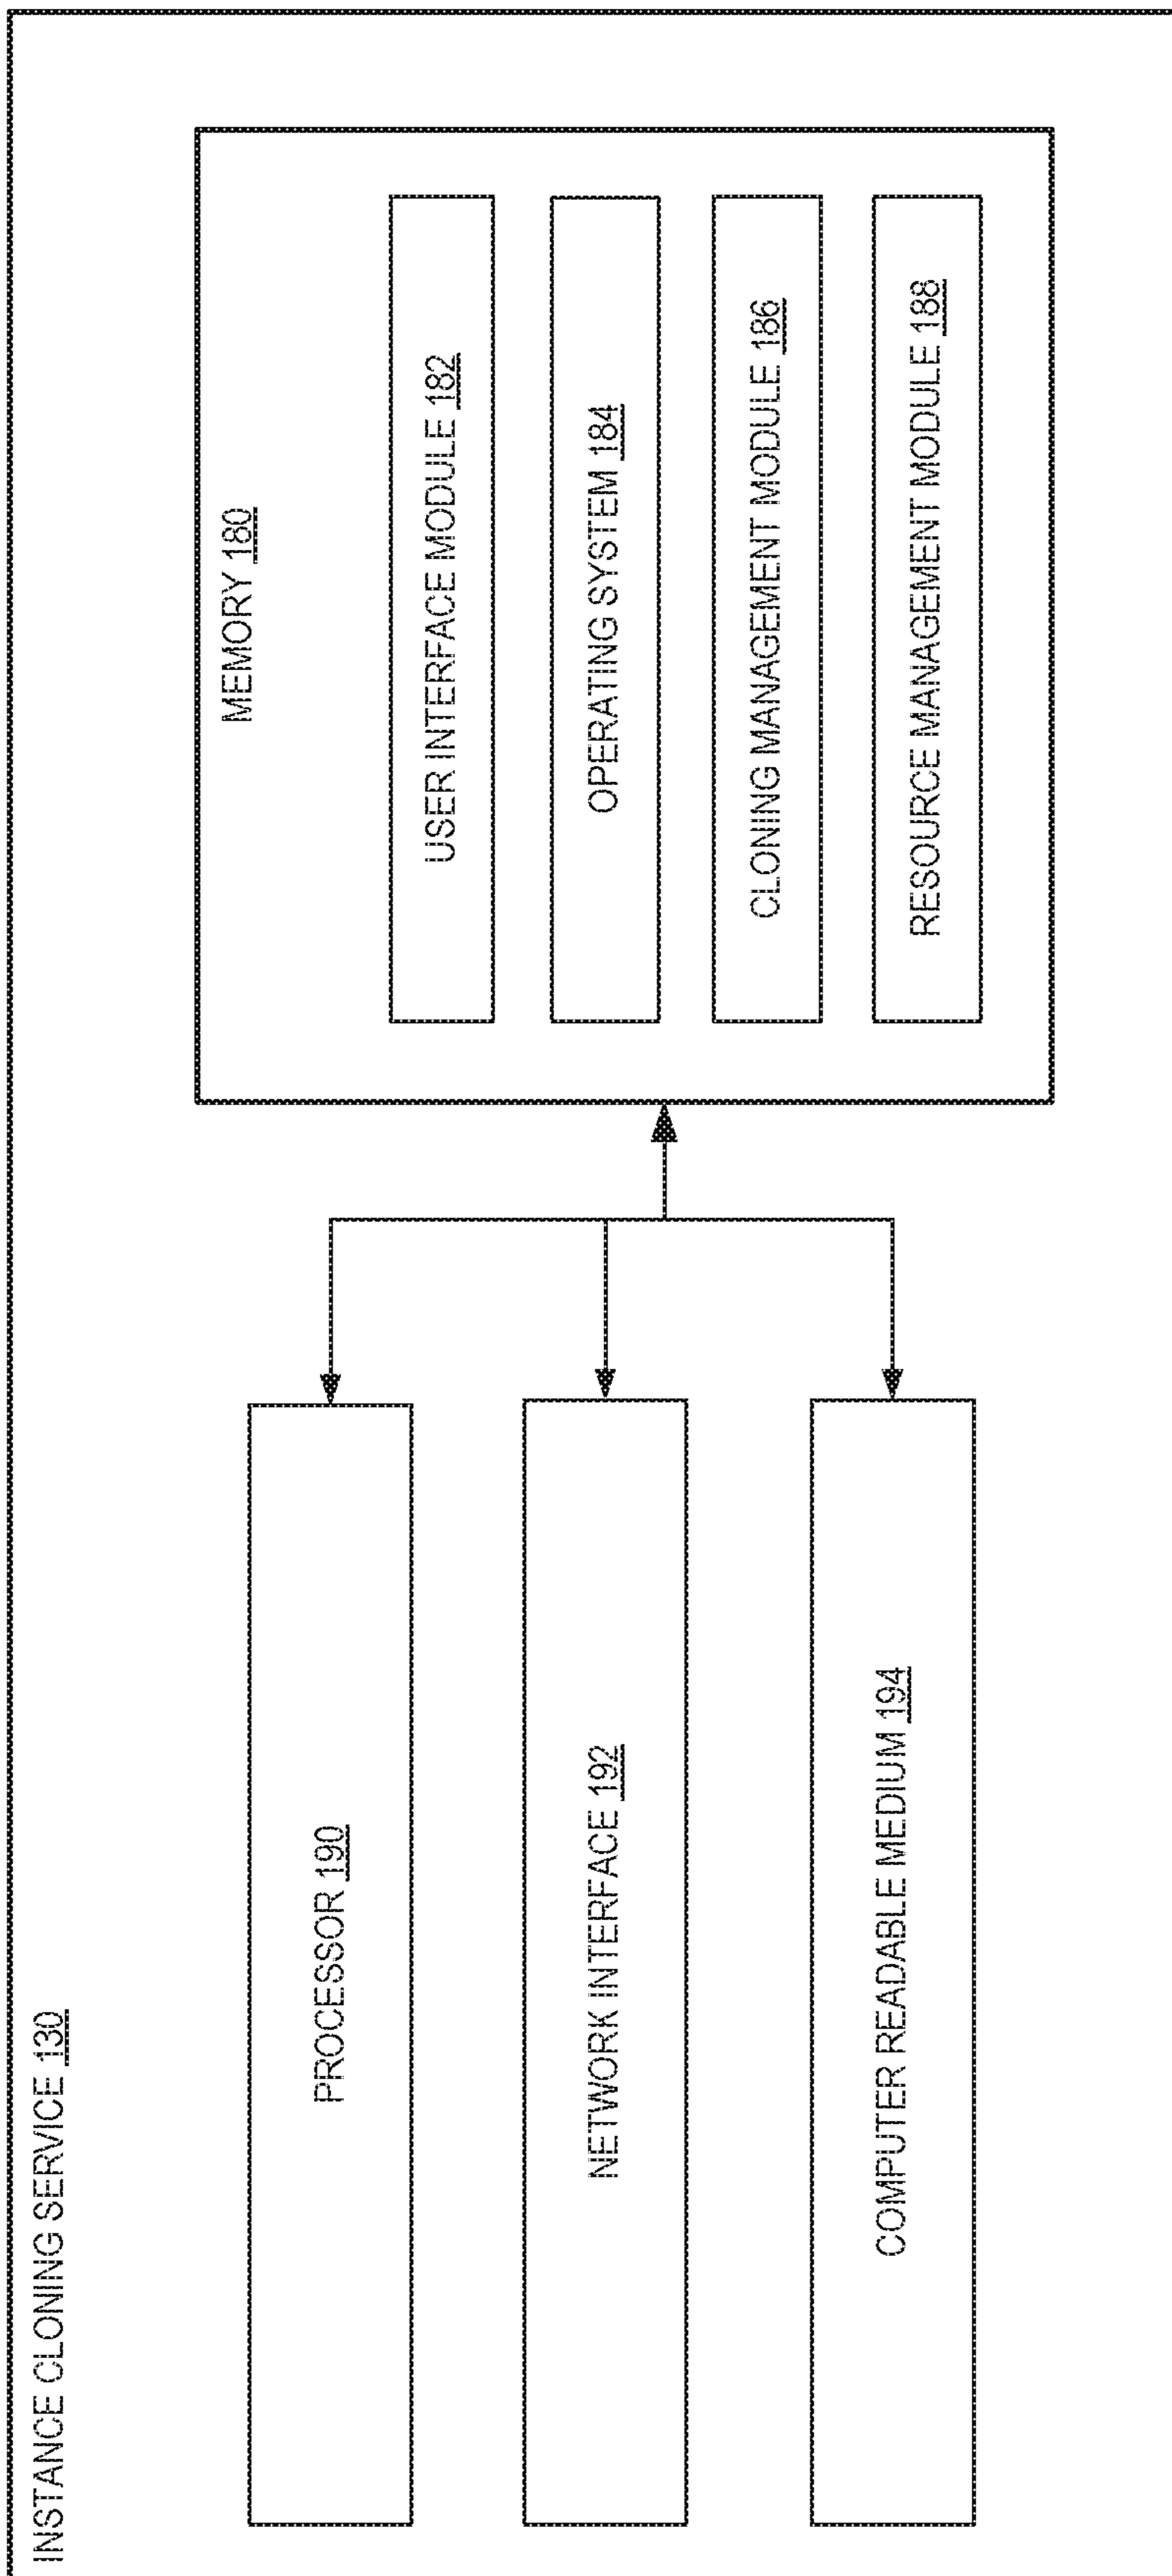 INSTANCE CLONING SERVICE 130
PROCESSOR 190
NETWORK INTERFACE 192
COMPUTER READABLE MEDIUM 194
MEMORY 180
USER INTERFACE MODULE 182
OPERATING SYSTEM 184
CLONING MANAGEMENT MODULE 186
RESOURCE MANAGEMENT MODULE 188